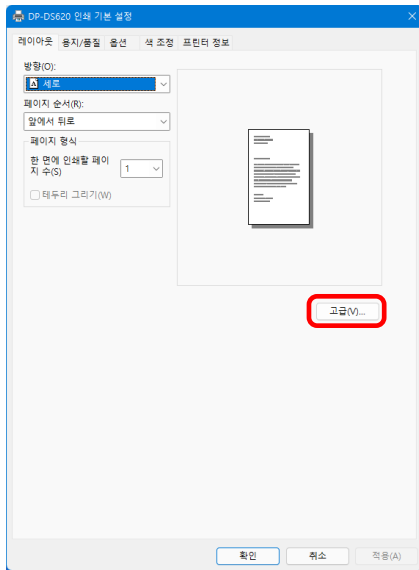 DP-DS620 인쇄 기본 설정
레이아웃 용지/품질 옵션 색 조정 프린터 정보
방향(O):
세로
페이지 순서(R):
앞에서 뒤로
페이지 형식
한 면에 인쇄할 페이
지 수(S)
1
테두리 그리기(W)
고급(V)...
확인 취소 적용(A)